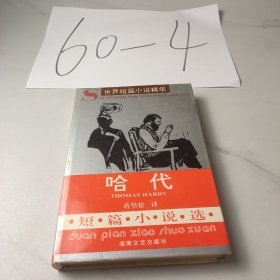 60-4
世界短篇小说精华
哈代
THOMAS HARDY
蒋坚松 译
·短·篇·小·说·选·
duan pian xiao shuo xuan
湖南文艺出版社